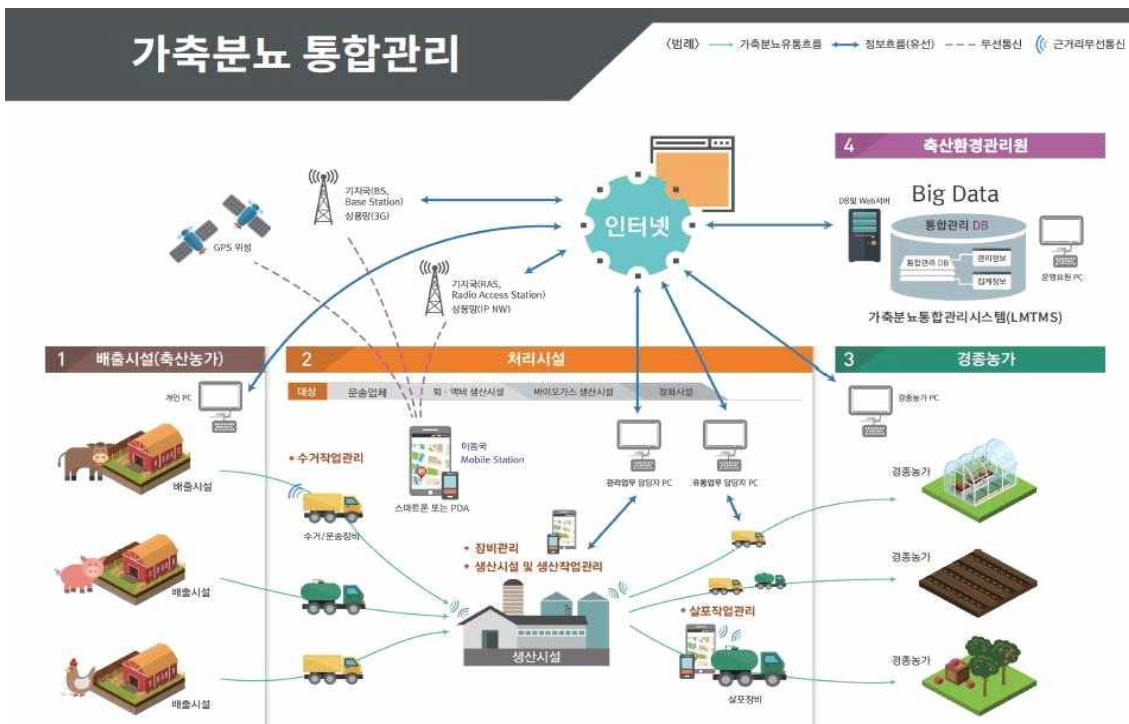 가축분뇨 통합관리
<범례> 가축분뇨유통흐름 정보흐름(유선) 무선통신 근거리무선통신
4 축산환경관리원
기지국(BS,
Base Station)
상용망(3G)
인터넷
GPS 위성
기지국(RAS,
Radio Access Station)
상용망(IP NW)
DB및 Web서버
Big Data
통합관리 DB
통합관리 DB
관리정보
집계정보
운영요원 PC
가축분뇨통합관리시스템(LMTMS)
1 배출시설(축산농가)
개인 PC
배출시설
배출시설
배출시설
2 처리시설
대상 운송업체 퇴·액비 생산시설 바이오가스 생산시설 정화시설
• 수거작업관리
이동국
Mobile Station
스마트폰 또는 PDA
수거/운송장비
관리업무 담당자 PC
유통업무 담당자 PC
• 장비관리
• 생산시설 및 생산작업관리
생산시설
• 살포작업관리
살포장비
3 경종농가
경종농가 PC
경종농가
경종농가
경종농가